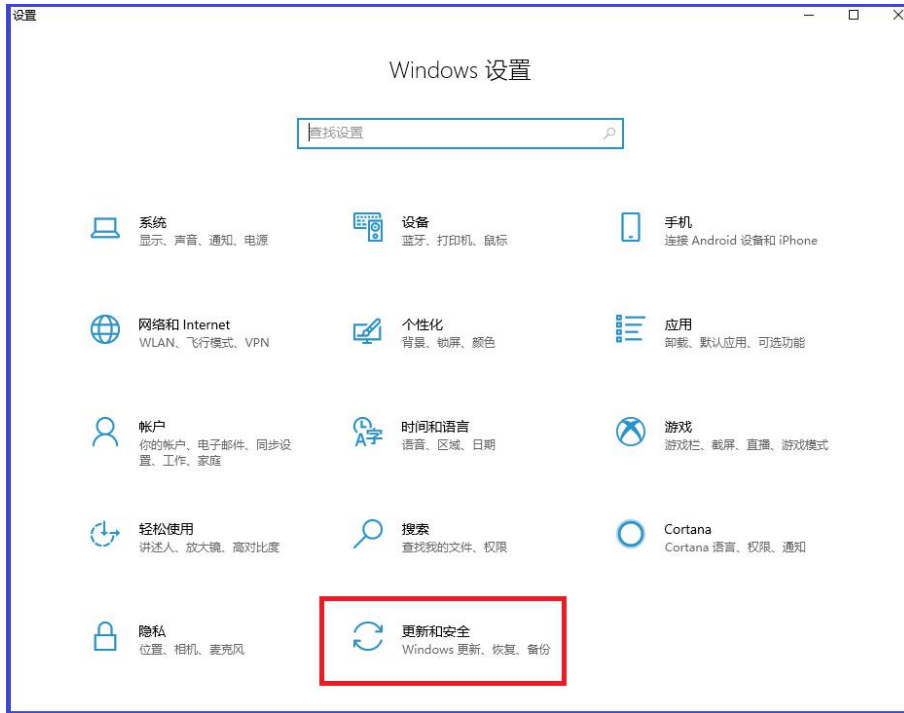 设置
Windows 设置
查找设置
系统
显示、声音、通知、电源
设备
蓝牙、打印机、鼠标
手机
连接 Android 设备和 iPhone
网络和 Internet
WLAN、飞行模式、VPN
个性化
背景、锁屏、颜色
应用
卸载、默认应用、可选功能
帐户
你的帐户、电子邮件、同步设
置、工作、家庭
时间和语言
语音、区域、日期
游戏
游戏栏、截屏、直播、游戏模式
轻松使用
讲述人、放大镜、高对比度
搜索
查找我的文件、权限
Cortana
Cortana 语言、权限、通知
隐私
位置、相机、麦克风
更新和安全
Windows 更新、恢复、备份